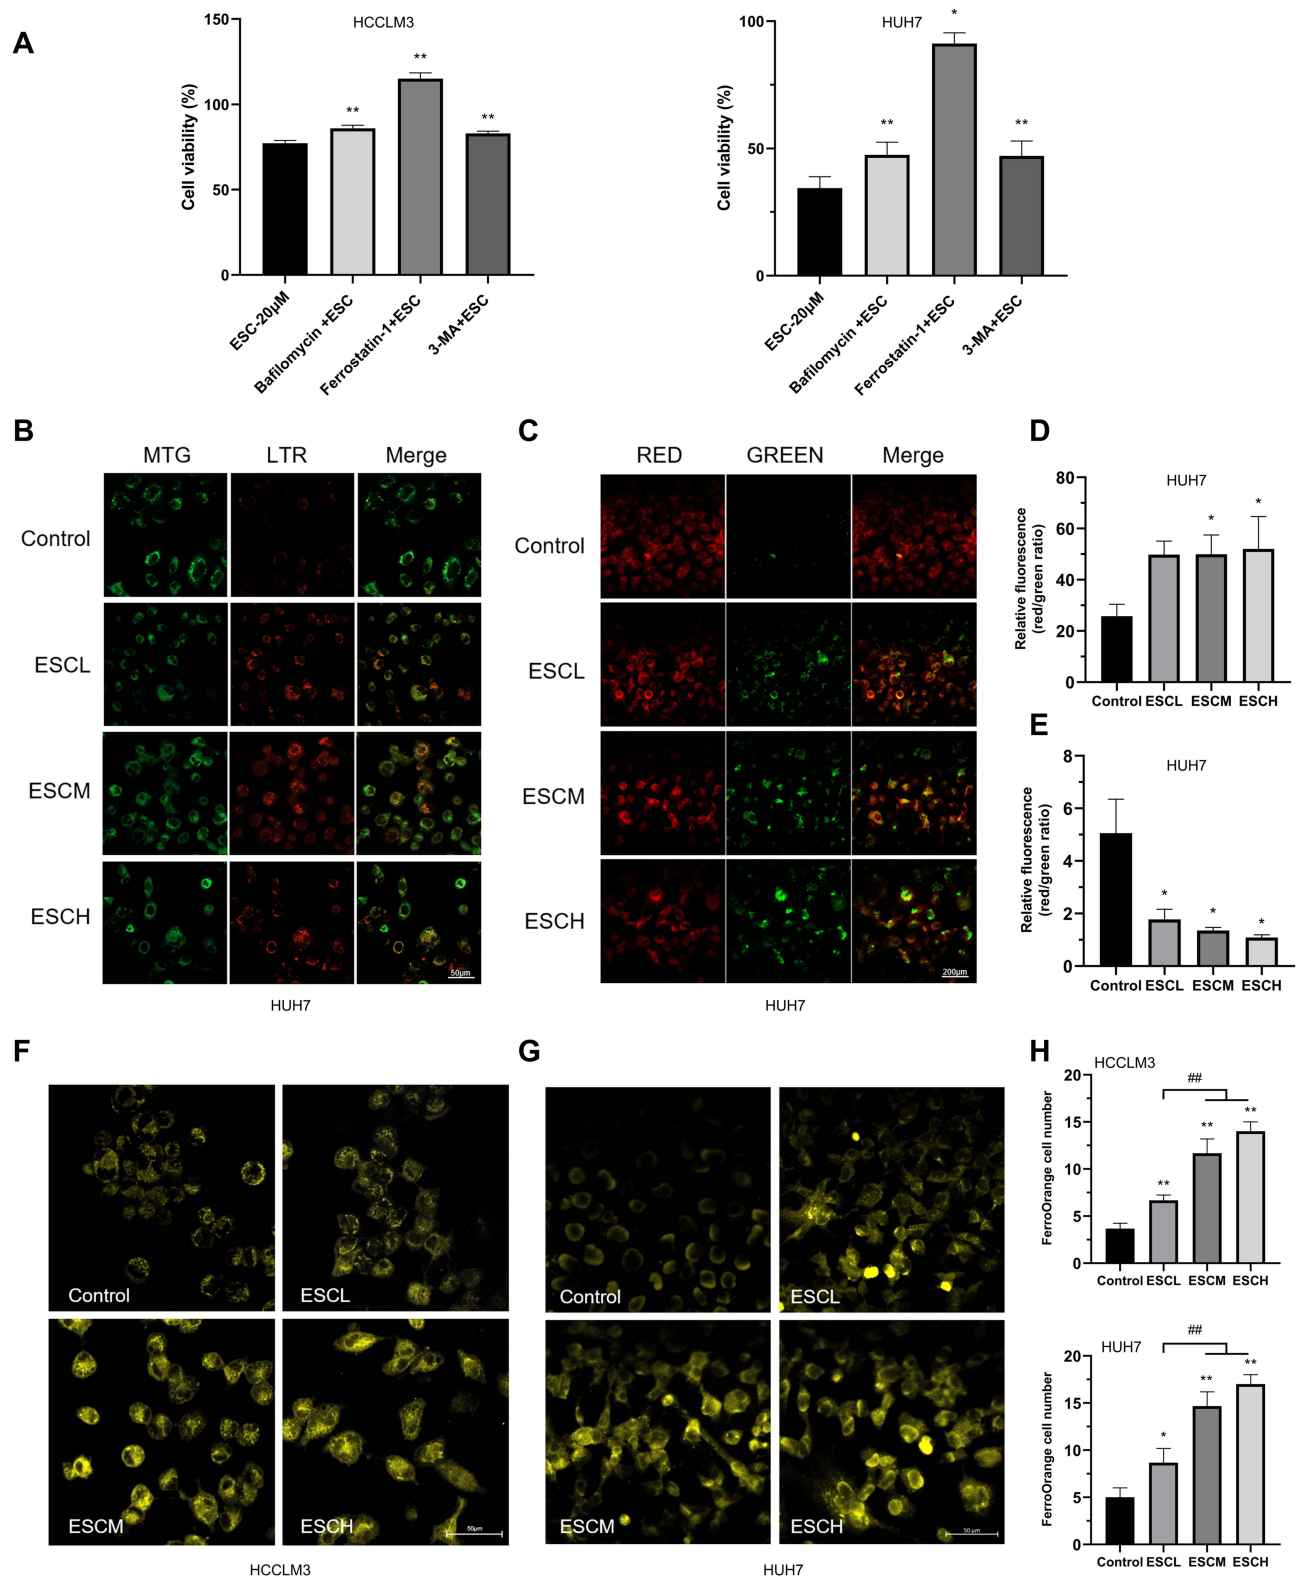 A
HCCLM3
Cell viability (%)
150
100
50
0
**
**
**
ESC-20μM
Bafilomycin +ESC
Ferrostatin-1+ESC
3-MA+ESC
HUH7
Cell viability (%)
100
50
0
**
*
**
ESC-20μM
Bafilomycin +ESC
Ferrostatin-1+ESC
3-MA+ESC
B
MTG LTR Merge
Control
ESCL
ESCM
ESCH
50μm
HUH7
C
RED GREEN Merge
Control
ESCL
ESCM
ESCH
200μm
HUH7
D
HUH7
Relative fluorescence
(red/green ratio)
80
60
40
20
0
*
*
Control ESCL ESCM ESCH
E
HUH7
Relative fluorescence
(red/green ratio)
8
6
4
2
0
*
*
*
Control ESCL ESCM ESCH
F
Control
ESCL
ESCM
ESCH
50μm
HCCLM3
G
Control
ESCL
ESCM
ESCH
50 μm
HUH7
H
HCCLM3
FerroOrange cell number
20
15
10
5
0
##
**
**
**
Control ESCL ESCM ESCH
HUH7
FerroOrange cell number
20
15
10
5
0
##
*
**
**
Control ESCL ESCM ESCH